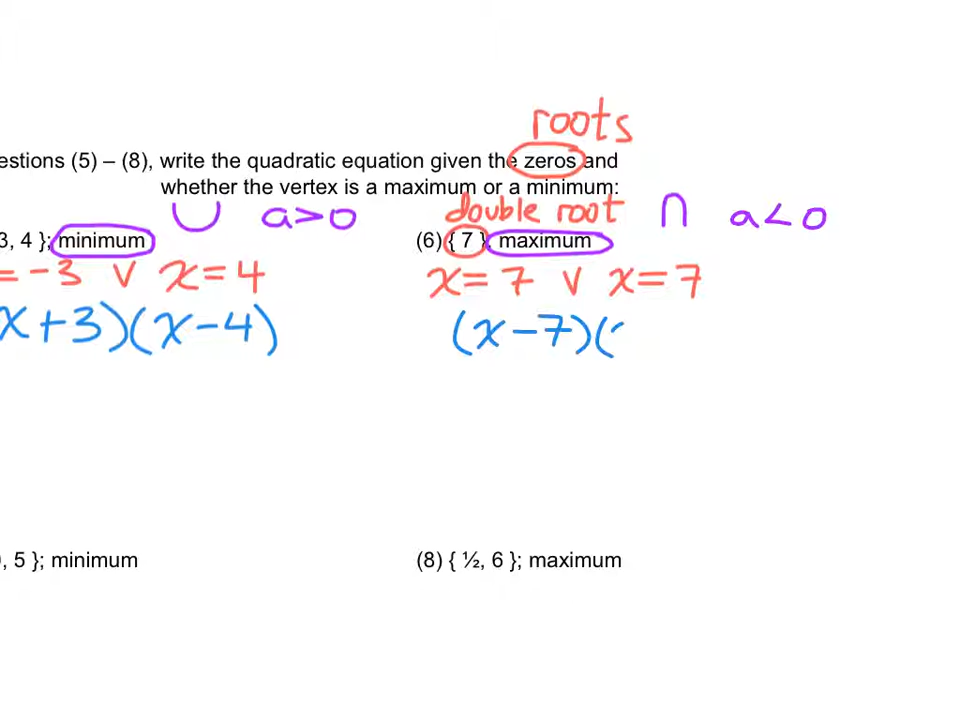 roots
estions (5) – (8), write the quadratic equation given the zeros and
whether the vertex is a maximum or a minimum:
∪ a>0
double root ∩ a<0
3, 4 }; minimum
(6) { 7 }; maximum
= -3 ∨ x=4
x=7 ∨ x=7
x+3)(x-4)
(x-7)(
, 5 }; minimum
(8) { ½, 6 }; maximum